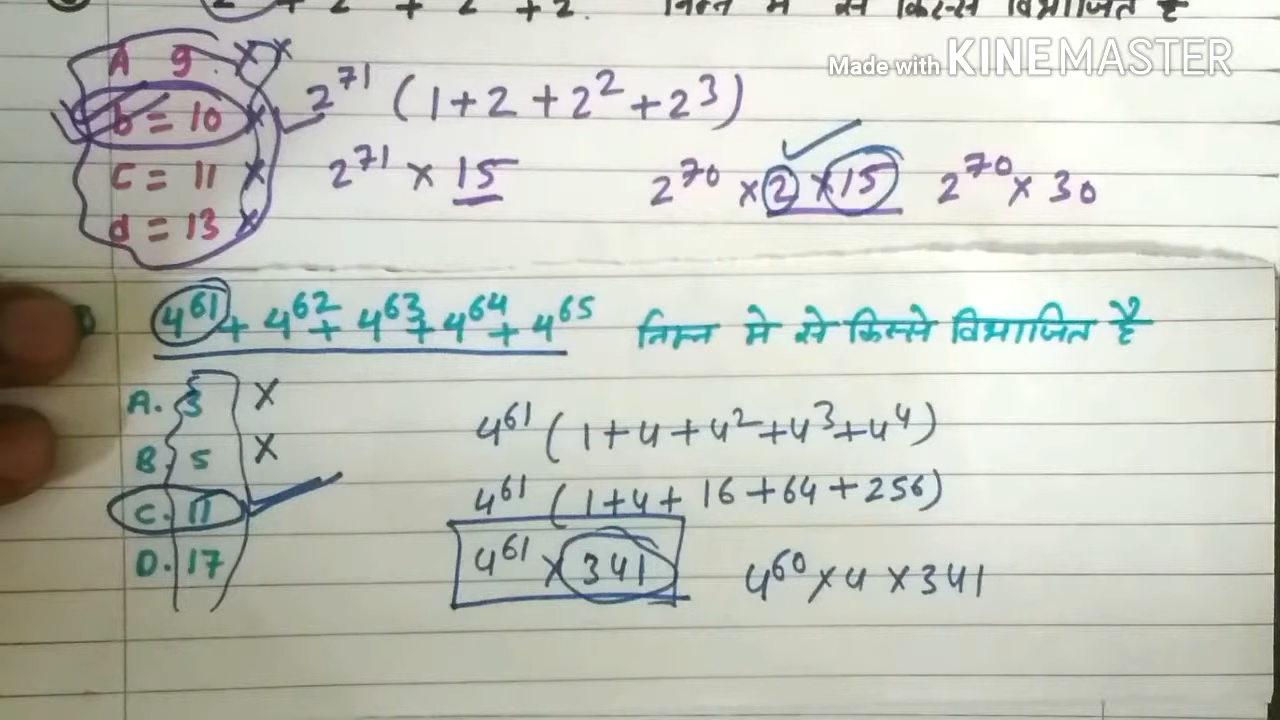 + 2 + 2 + 2. निम्न में से किस्से विभाजित है
Made with KINEMASTER
A 9. × ×
b = 10 ×
c = 11 ×
d = 13 ×
2^71 (1+2+2^2+2^3)
2^71 × 15
2^70 × 2 × 15
2^70 × 30
4^61 + 4^62 + 4^63 + 4^64 + 4^65 निम्न मे से किस्से विभाजित है
A. 3 ×
B. 5 ×
C. 11
D. 17
4^61 (1+4+4^2+4^3+4^4)
4^61 (1+4+16+64+256)
4^61 × 341
4^60 × 4 × 341